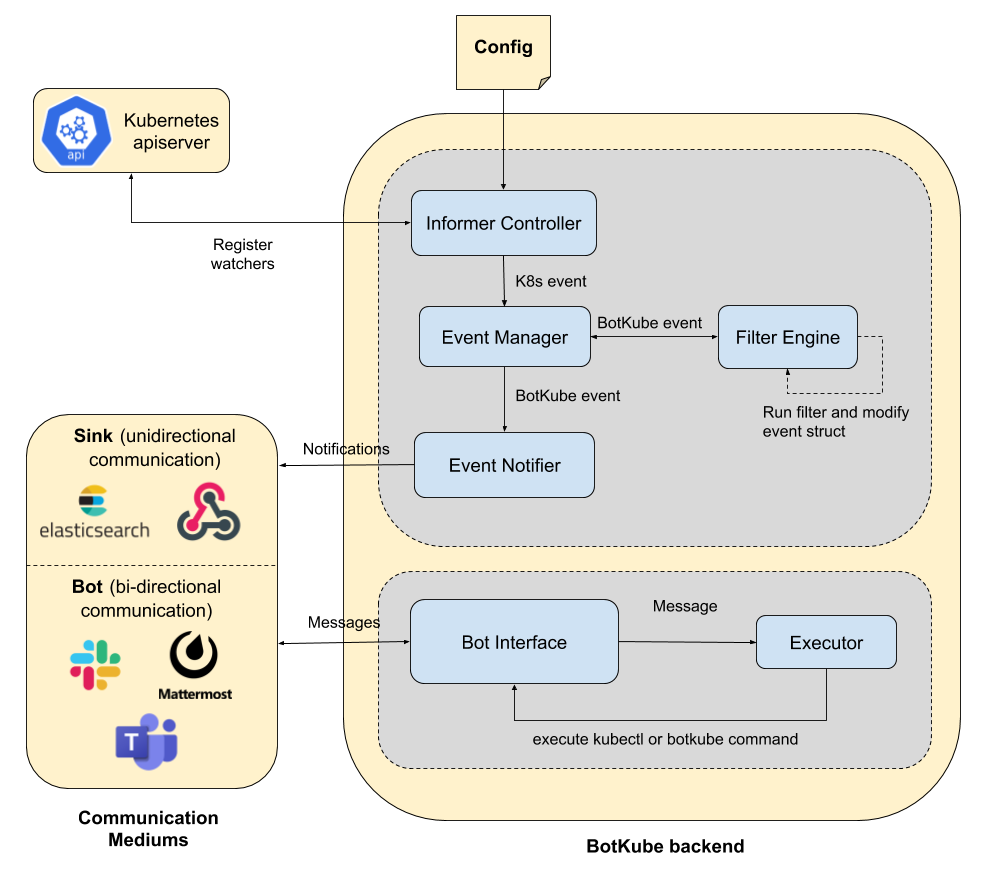 Config
Kubernetes
apiserver
api
Informer Controller
Register
watchers
K8s event
Event Manager
BotKube event
Filter Engine
BotKube event
Run filter and modify
event struct
Sink (unidirectional
communication)
Notifications
Event Notifier
elasticsearch
Bot (bi-directional
communication)
Messages
Bot Interface
Message
Executor
Mattermost
T
execute kubectl or botkube command
Communication
Mediums
BotKube backend